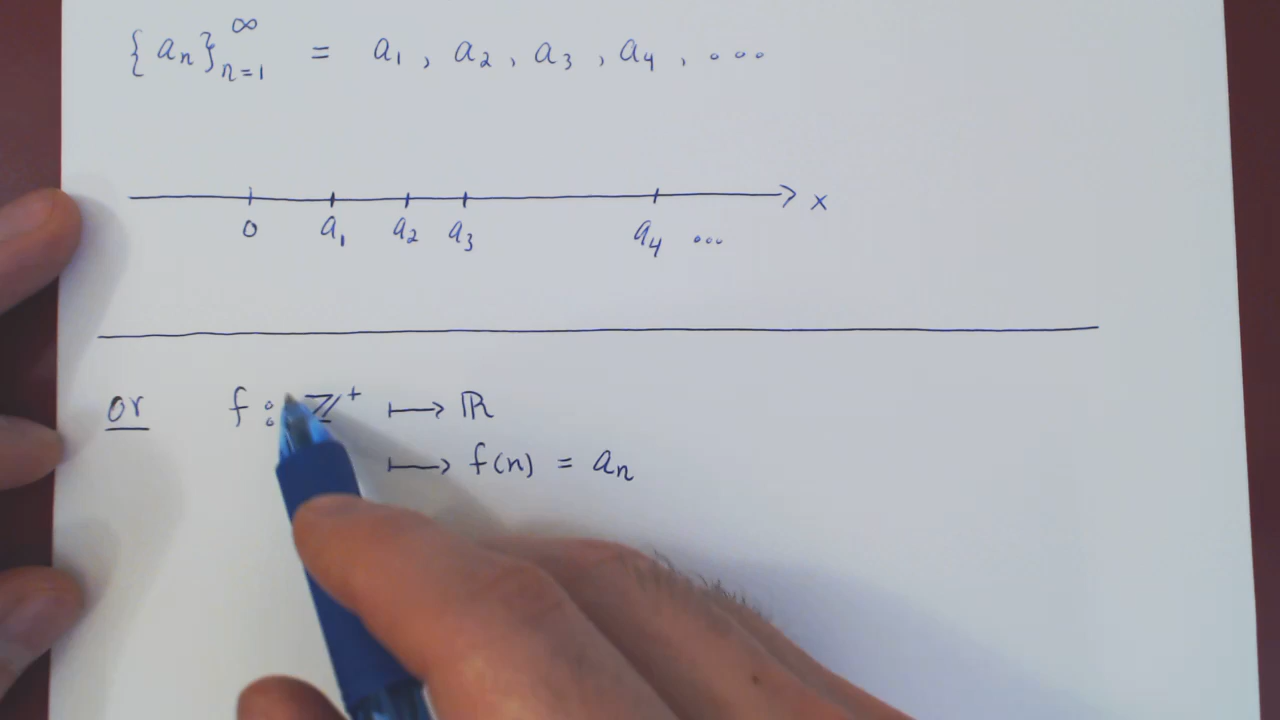 {aₙ}ₙ₌₁^∞ = a₁ , a₂ , a₃ , a₄ , ...
x
0 a₁ a₂ a₃ a₄ ...
or f : ℤ⁺ ↦ ℝ
↦ f(n) = aₙ